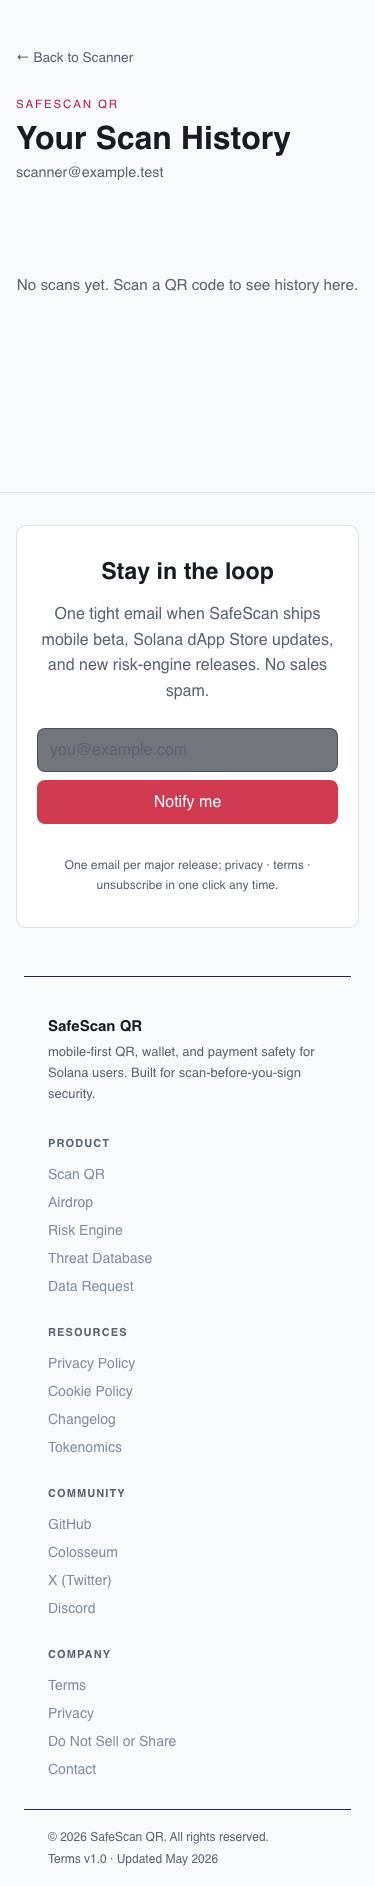 ← Back to Scanner
SAFESCAN QR
Your Scan History
scanner@example.test
No scans yet. Scan a QR code to see history here.
Stay in the loop
One tight email when SafeScan ships
mobile beta, Solana dApp Store updates,
and new risk-engine releases. No sales
spam.
you@example.com
Notify me
One email per major release; privacy · terms ·
unsubscribe in one click any time.
SafeScan QR
mobile-first QR, wallet, and payment safety for
Solana users. Built for scan-before-you-sign
security.
PRODUCT
Scan QR
Airdrop
Risk Engine
Threat Database
Data Request
RESOURCES
Privacy Policy
Cookie Policy
Changelog
Tokenomics
COMMUNITY
GitHub
Colosseum
X (Twitter)
Discord
COMPANY
Terms
Privacy
Do Not Sell or Share
Contact
© 2026 SafeScan QR. All rights reserved.
Terms v1.0 · Updated May 2026